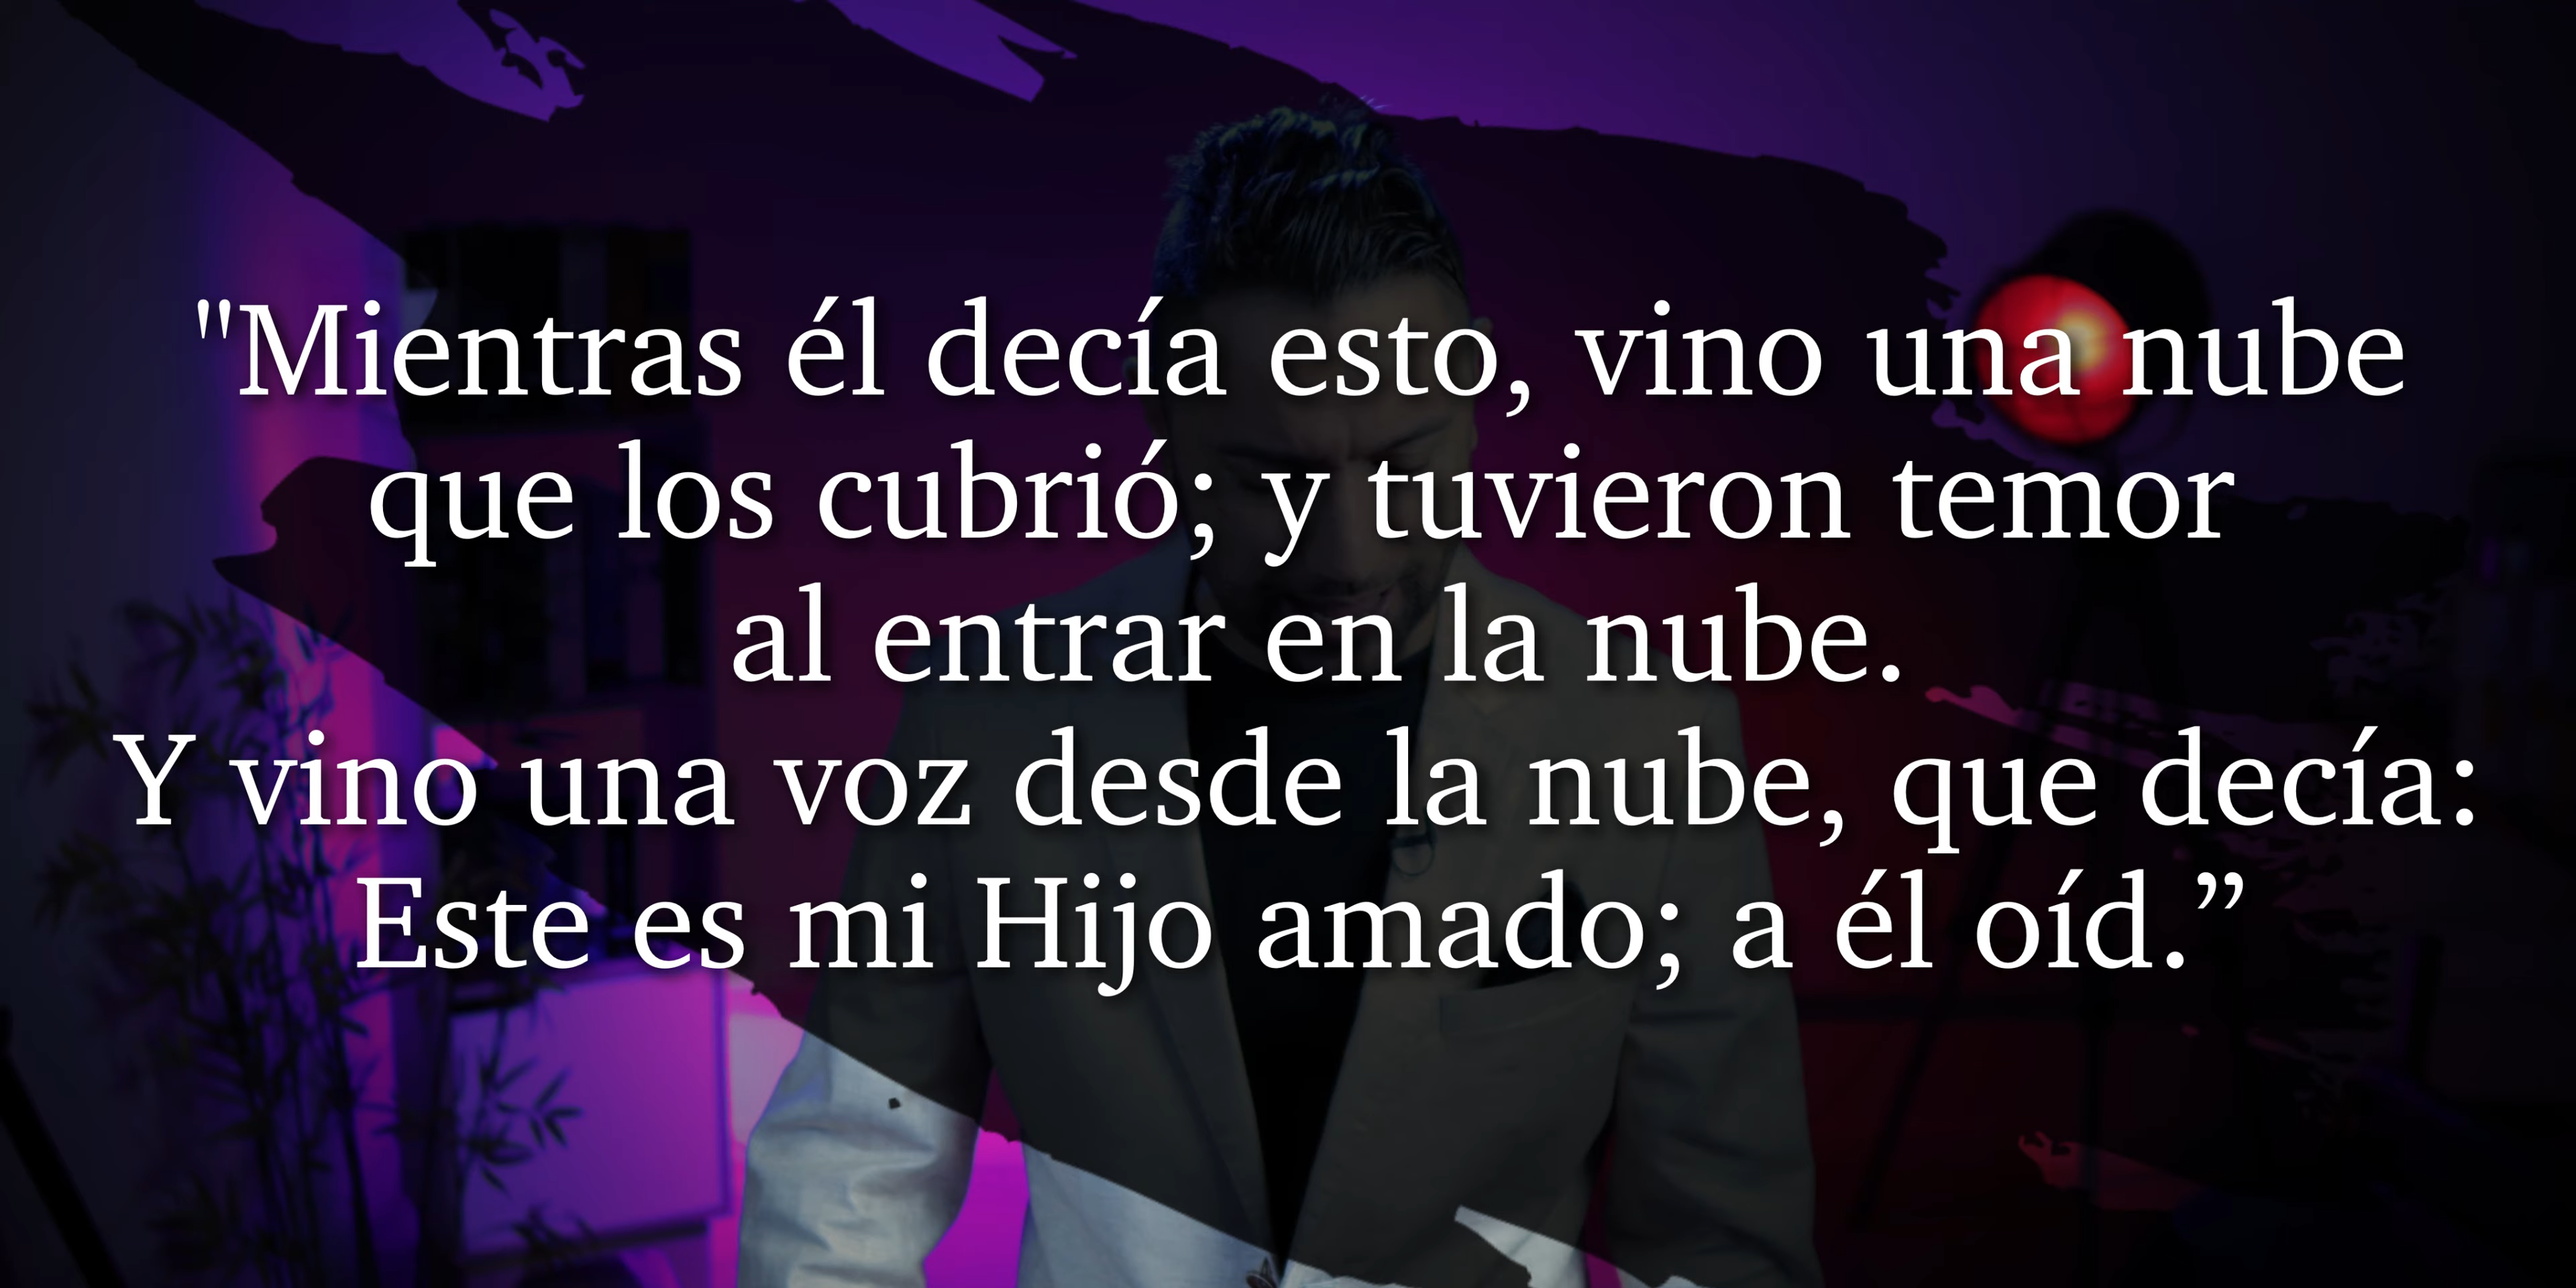 "Mientras él decía esto, vino una nube
que los cubrió; y tuvieron temor
al entrar en la nube.
Y vino una voz desde la nube, que decía:
Este es mi Hijo amado; a él oíd.”